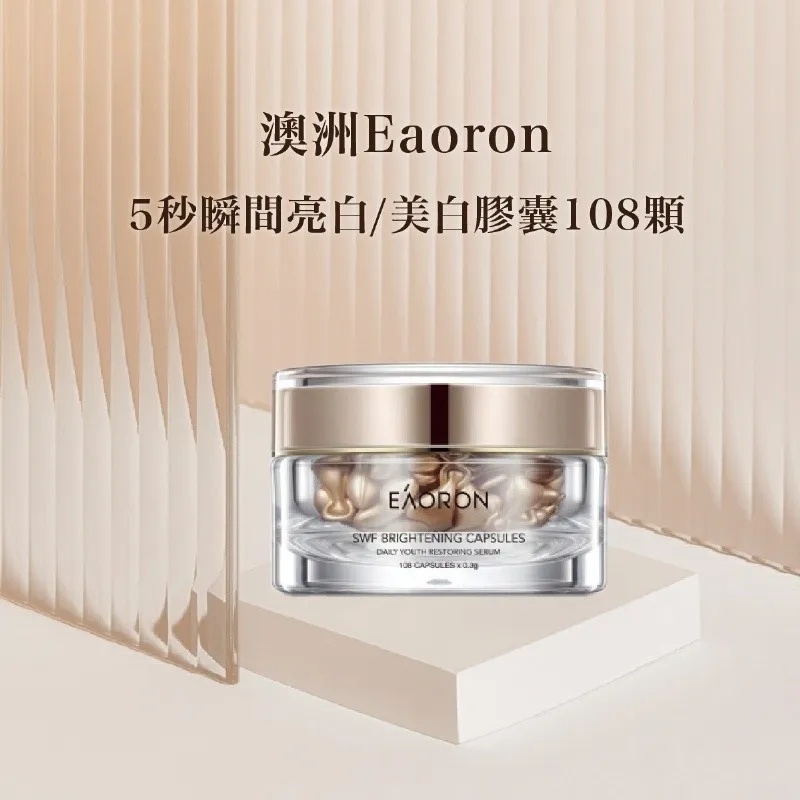 澳洲Eaoron
5秒瞬間亮白/美白膠囊108顆
EÁORON
SWF BRIGHTENING CAPSULES
DAILY YOUTH RESTORING SERUM
108 CAPSULES x 0.3g